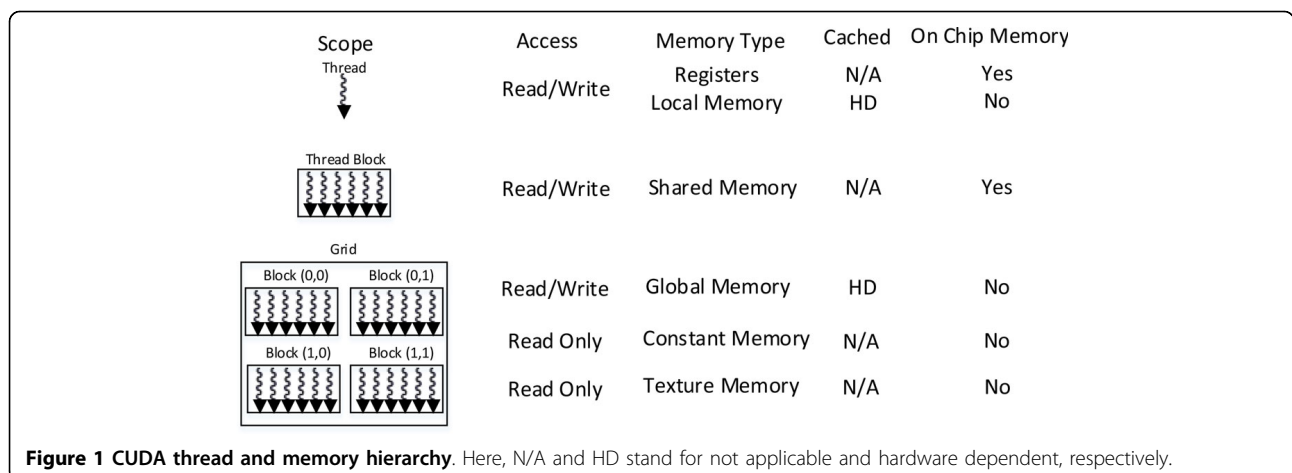 Scope Access Memory Type Cached On Chip Memory
Thread
Read/Write Registers N/A Yes
Local Memory HD No
Thread Block
Read/Write Shared Memory N/A Yes
Grid
Block (0,0) Block (0,1)
Read/Write Global Memory HD No
Read Only Constant Memory N/A No
Block (1,0) Block (1,1)
Read Only Texture Memory N/A No
Figure 1 CUDA thread and memory hierarchy. Here, N/A and HD stand for not applicable and hardware dependent, respectively.